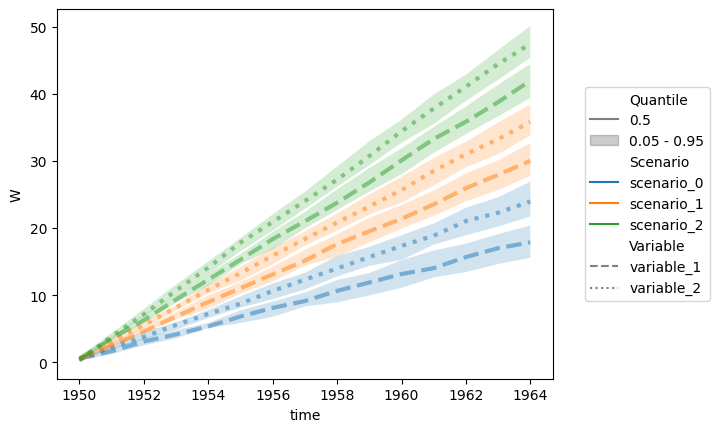 50
40
30
20
10
0
W
1950 1952 1954 1956 1958 1960 1962 1964
time
Quantile
0.5
0.05 - 0.95
Scenario
scenario_0
scenario_1
scenario_2
Variable
variable_1
variable_2